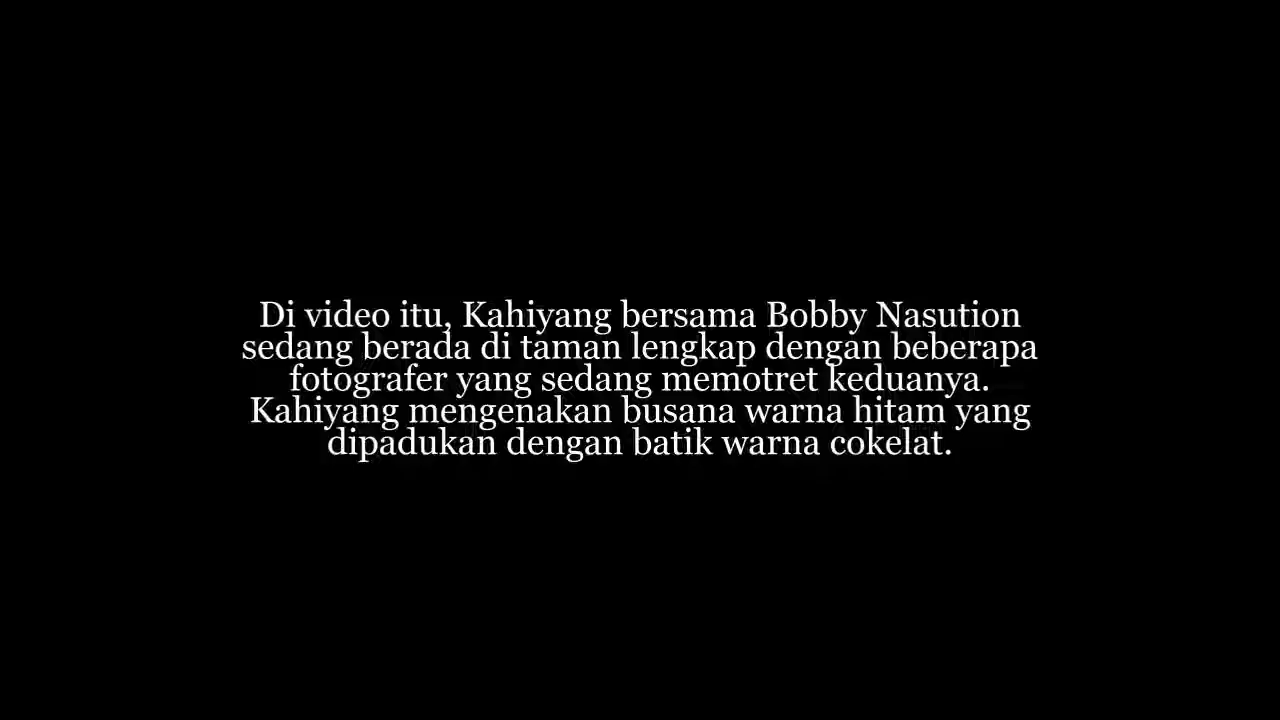 Di video itu, Kahiyang bersama Bobby Nasution
sedang berada di taman lengkap dengan beberapa
fotografer yang sedang memotret keduanya.
Kahiyang mengenakan busana warna hitam yang
dipadukan dengan batik warna cokelat.